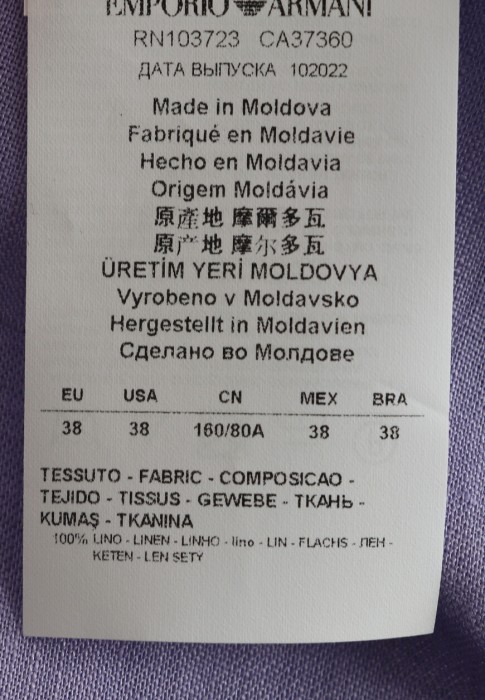 EMPORIO ARMANI
RN103723 CA37360
ДАТА ВЫПУСКА 102022
Made in Moldova
Fabriqué en Moldavie
Hecho en Moldavia
Origem Moldávia
原產地 摩爾多瓦
原产地 摩尔多瓦
ÜRETİM YERİ MOLDOVYA
Vyrobeno v Moldavsko
Hergestellt in Moldavien
Сделано во Молдове
EU USA CN MEX BRA
38 38 160/80A 38 38
TESSUTO - FABRIC - COMPOSICAO -
TEJIDO - TISSUS - GEWEBE - ТКАНЬ -
KUMAŞ - TKANINA
100% LINO - LINEN - LINHO - lino - LIN - FLACHS - ЛЕН -
KETEN - LEN SETY